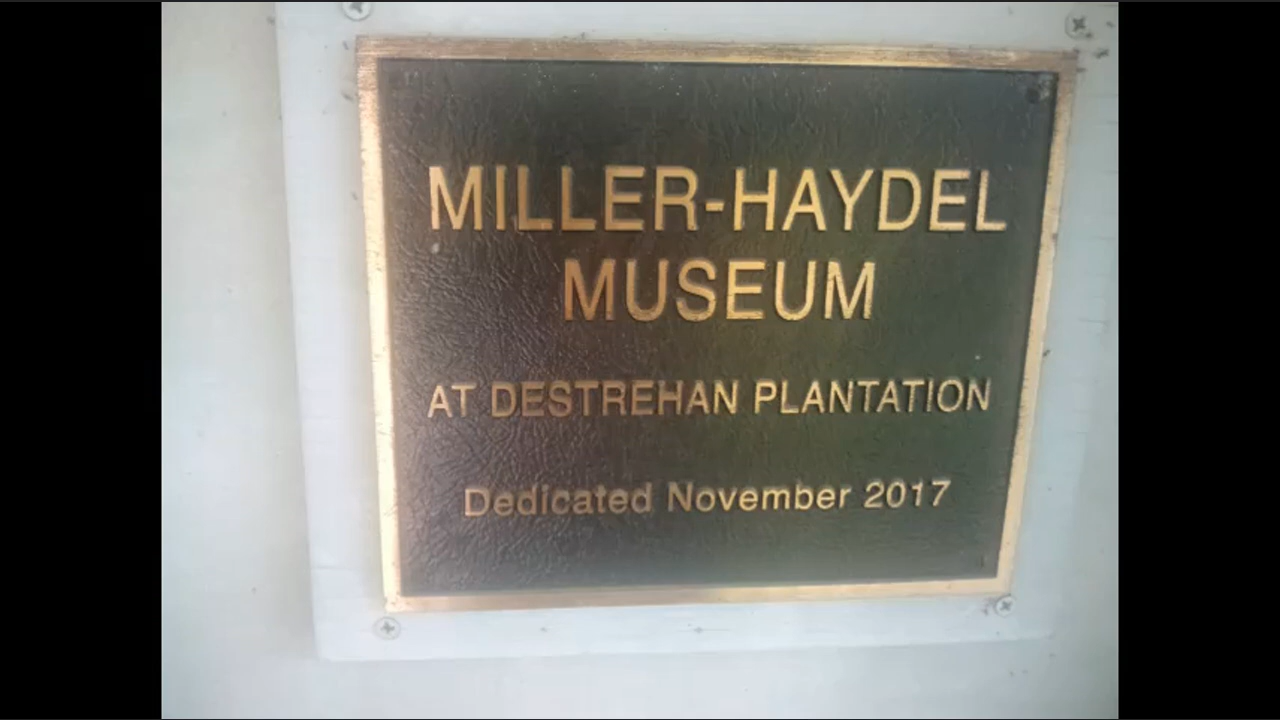 MILLER-HAYDEL
MUSEUM
AT DESTREHAN PLANTATION
Dedicated November 2017